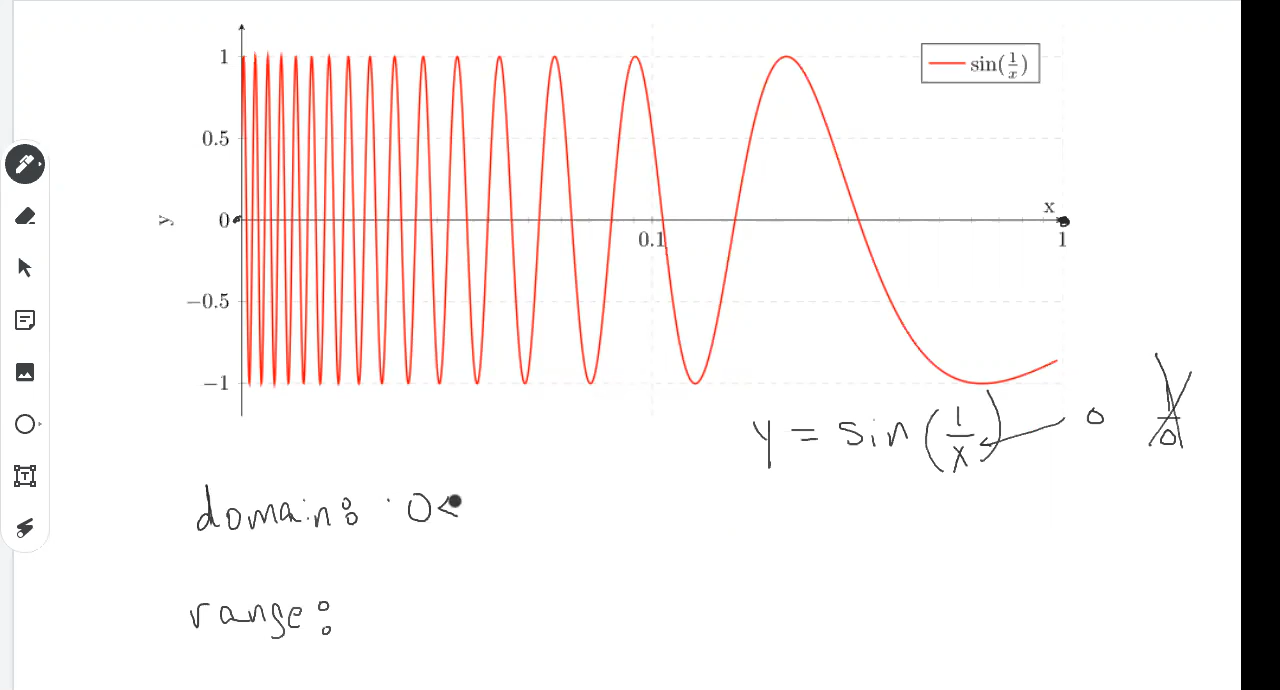 1
sin(1/x)
0.5
y
0
x
0.1
1
−0.5
−1
y = sin(1/x) 0 1/0
domain: 0<
range: